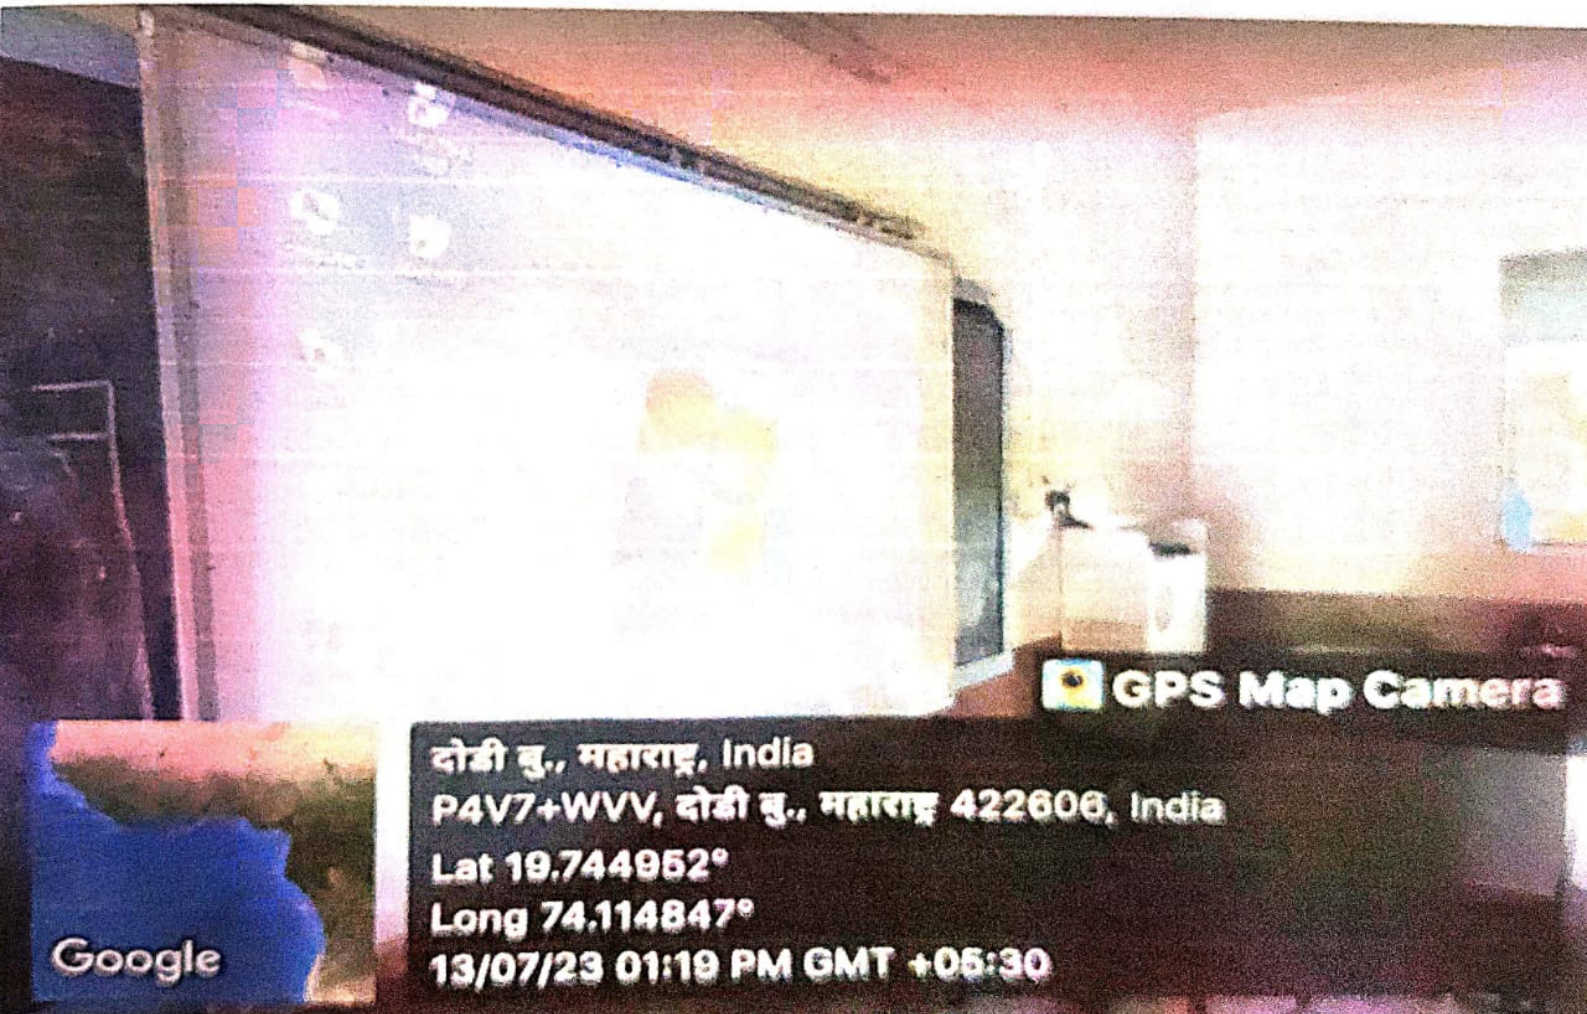 GPS Map Camera
दोडी बु., महाराष्ट्र, India
P4V7+WVV, दोडी बु., महाराष्ट्र 422606, India
Lat 19.744952°
Long 74.114847°
13/07/23 01:19 PM GMT +05:30
Google